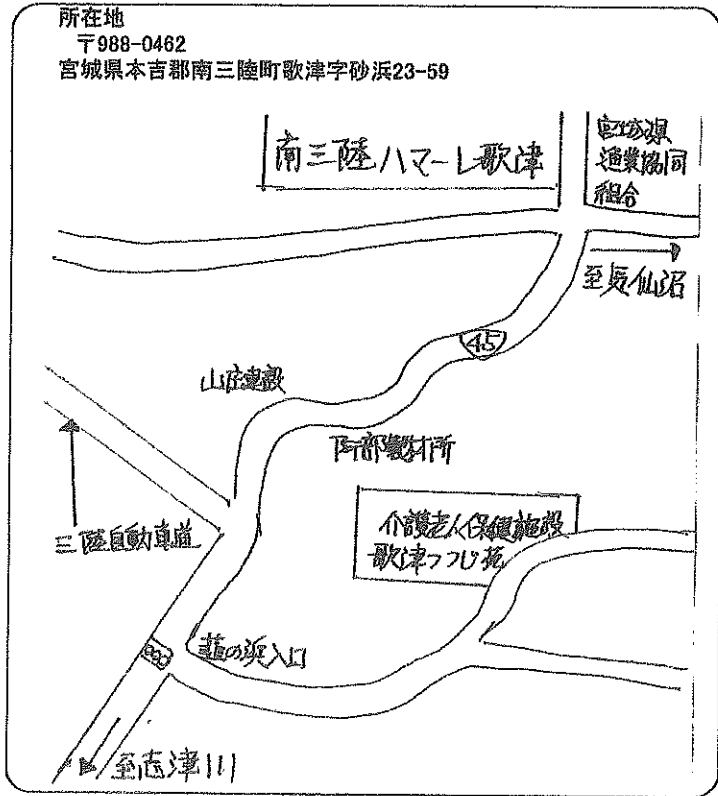 所在地
〒988-0462
宮城県本吉郡南三陸町歌津字砂浜23-59
南三陸ハマーレ歌津
宮城県
漁業協同
組合
至気仙沼
45
山庄建設
阿部製材所
三陸自動車道
介護老人保健施設
歌津つつじ苑
韮の浜入口
至志津川